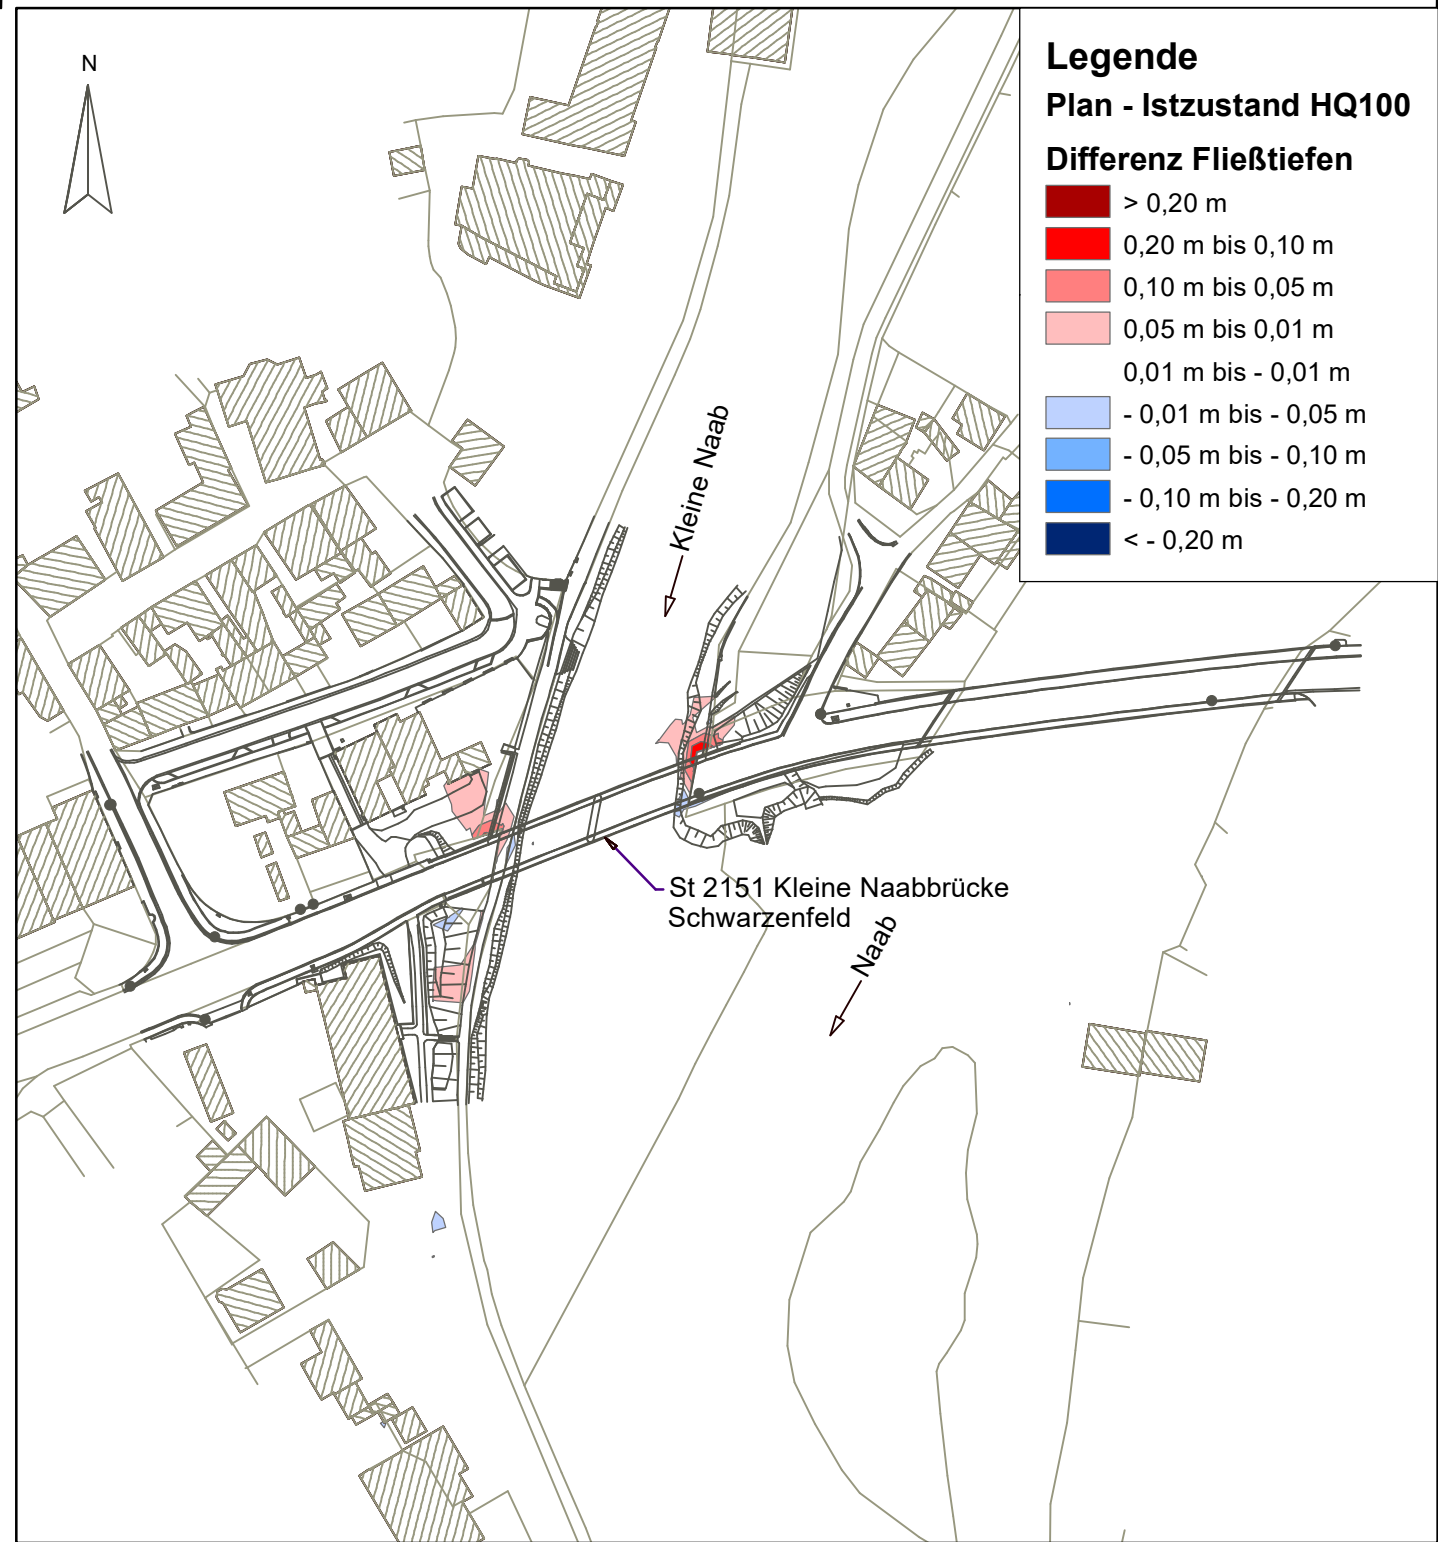 N
Legende
Plan - Istzustand HQ100
Differenz Fließtiefen
> 0,20 m
0,20 m bis 0,10 m
0,10 m bis 0,05 m
0,05 m bis 0,01 m
0,01 m bis - 0,01 m
- 0,01 m bis - 0,05 m
- 0,05 m bis - 0,10 m
- 0,10 m bis - 0,20 m
< - 0,20 m
Kleine Naab
St 2151 Kleine Naabbrücke
Schwarzenfeld
Naab